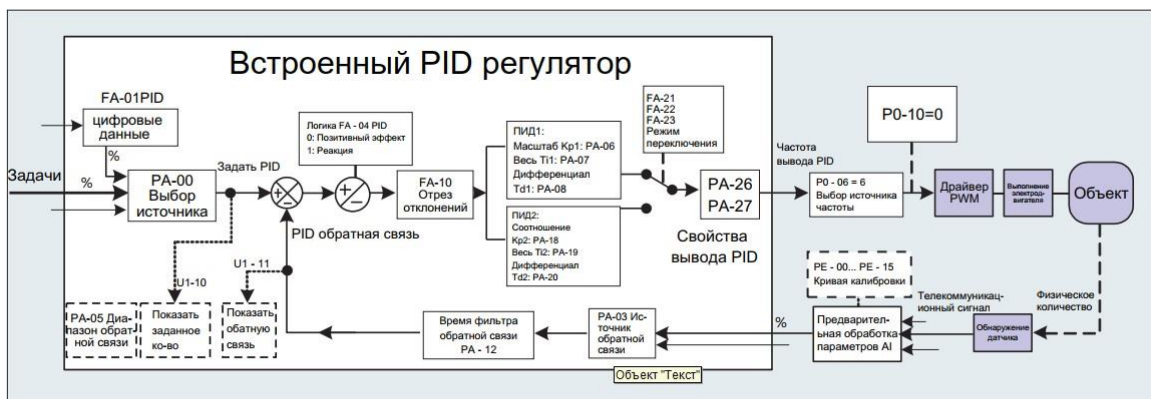 Встроенный PID регулятор
FA-01PID
цифровые
данные
%
Задачи
%
PA-00
Выбор
источника
Задать PID
Логика FA - 04 PID
0: Позитивный эффект
1: Реакция
FA-10
Отрез
отклонений
ПИД1:
Масштаб Kp1: PA-06
Весь Ti1: PA-07
Дифференциал
Td1: PA-08
ПИД2:
Соотношение
Kp2: PA-18
Весь Ti2: PA-19
Дифференциал
Td2: PA-20
FA-21
FA-22
FA-23
Режим
переключения
PA-26
PA-27
Свойства
вывода PID
Частота
вывода PID
P0-10=0
P0 - 06 = 6
Выбор источника
частоты
Драйвер
PWM
Выполнение
электрод-
вигателя
Объект
PID обратная связь
U1-10
U1 - 11
PA-05 Диа-
пазон обрат-
ной связи
Показать
заданное
ко-во
Показать
обатную
связь
Время фильтра
обратной связи
PA - 12
PA-03 Ис-
точник
обратной
связи
Объект "Текст"
%
PE - 00... PE - 15
Кривая калибровки
Предваритель-
ная обработка
параметров AI
Телекоммуникац-
ионный сигнал
Обнаружение
датчика
Физическое
количество